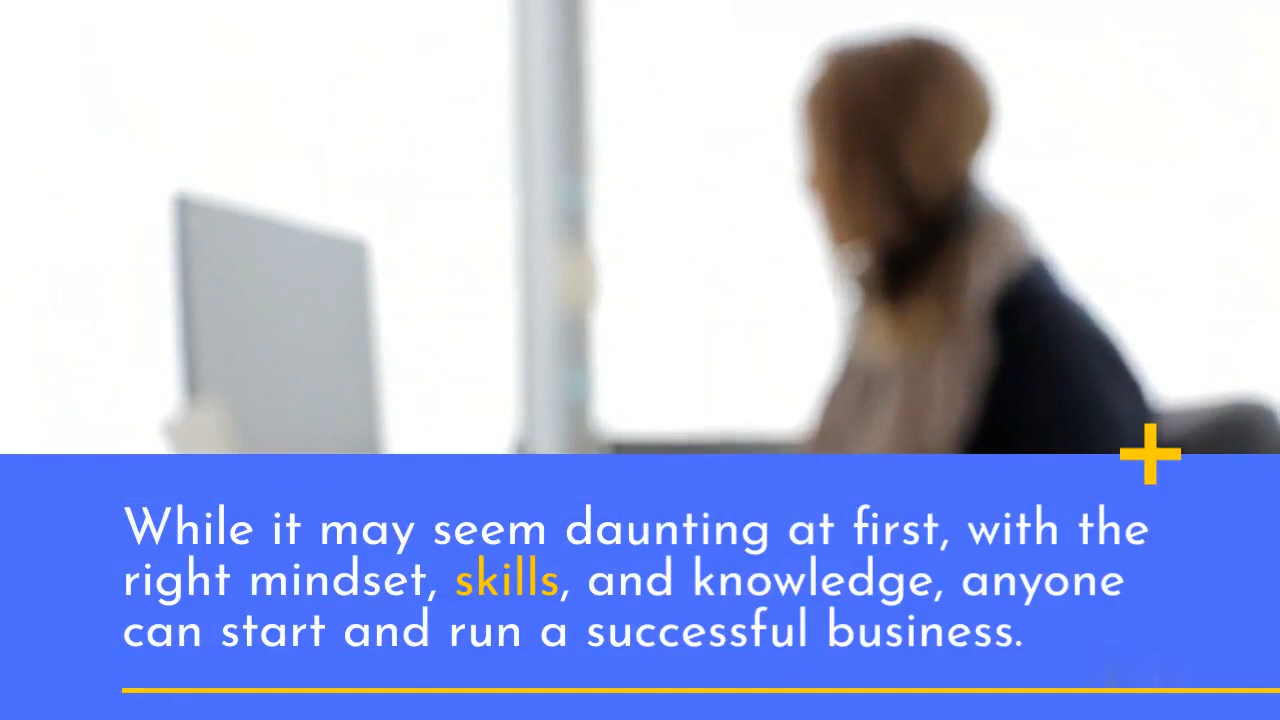 While it may seem daunting at first, with the
right mindset, skills, and knowledge, anyone
can start and run a successful business.